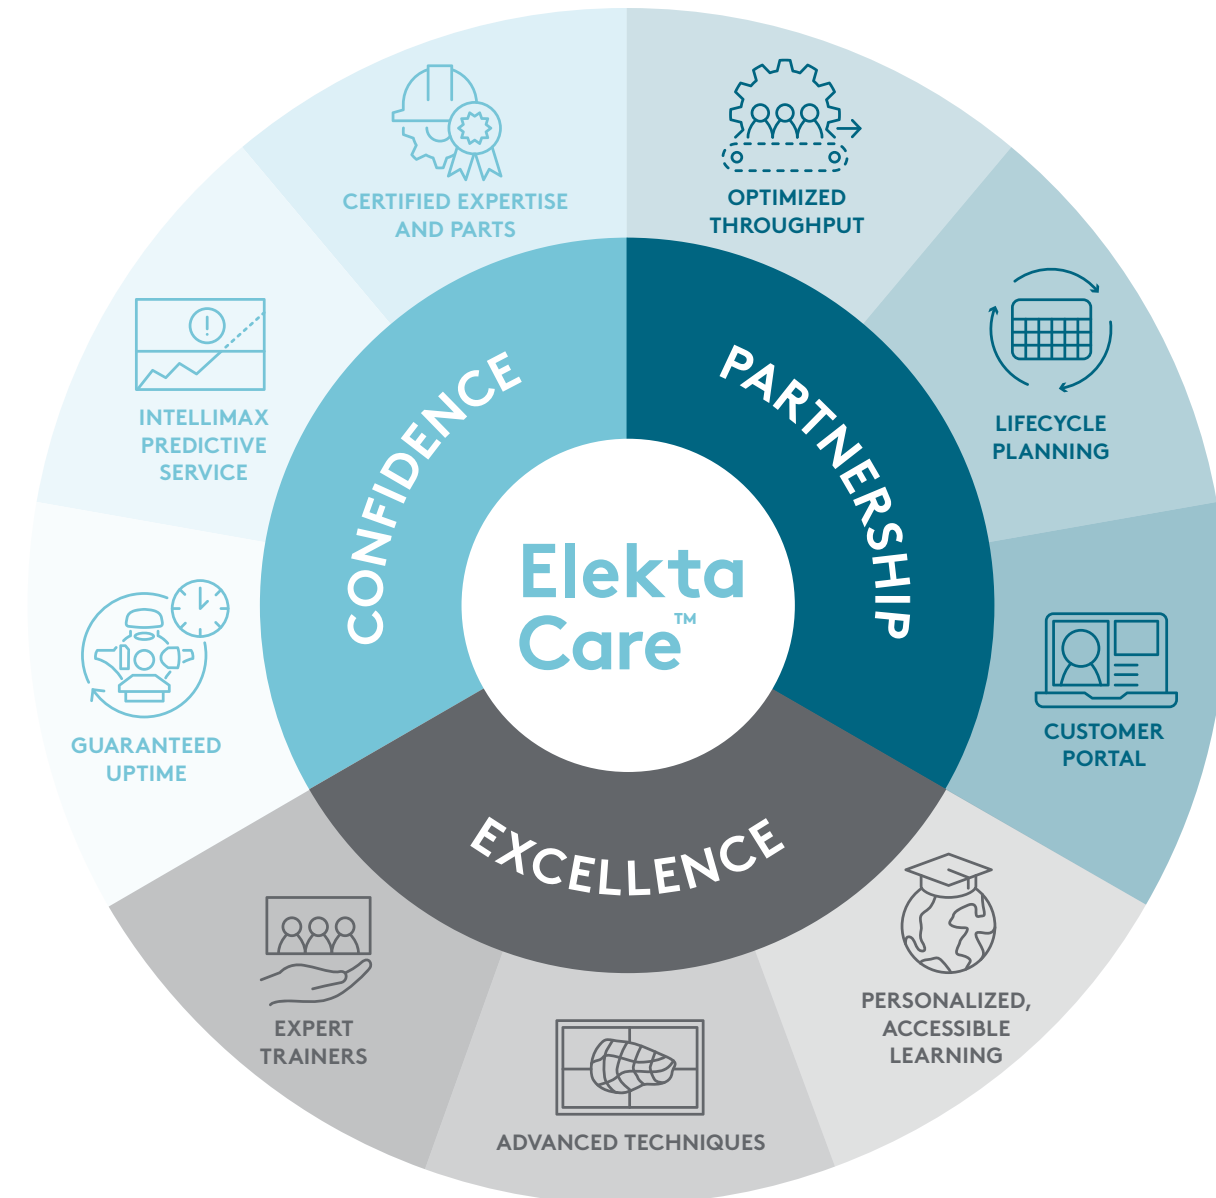 CERTIFIED EXPERTISE
AND PARTS
OPTIMIZED
THROUGHPUT
INTELLIMAX
PREDICTIVE
SERVICE
LIFECYCLE
PLANNING
CONFIDENCE
PARTNERSHIP
Elekta
Care™
GUARANTEED
UPTIME
CUSTOMER
PORTAL
EXCELLENCE
EXPERT
TRAINERS
ADVANCED TECHNIQUES
PERSONALIZED,
ACCESSIBLE
LEARNING